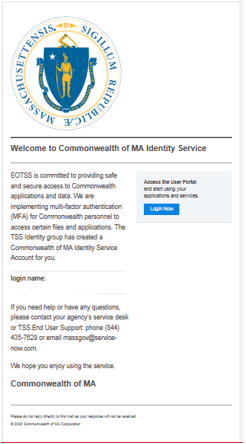 MASSACHUSETTENSIS. SIGILLUM REIPUBLICÆ
Welcome to Commonwealth of MA Identity Service
EOTSS is committed to providing safe
and secure access to Commonwealth
applications and data. We are
implementing multi-factor authentication
(MFA) for Commonwealth personnel to
access certain files and applications. The
TSS Identity group has created a
Commonwealth of MA Identity Service
Account for you.
Access the User Portal
and start using your
applications and services.
Login Now
login name:
If you need help or have any questions,
please contact your agency's service desk
or TSS End User Support: phone (844)
435-7629 or email massgov@service-
now.com.
We hope you enjoy using the service.
Commonwealth of MA
Please do not reply directly to this mail as your response will not be received.
© 2020 Commonwealth of MA Corporation